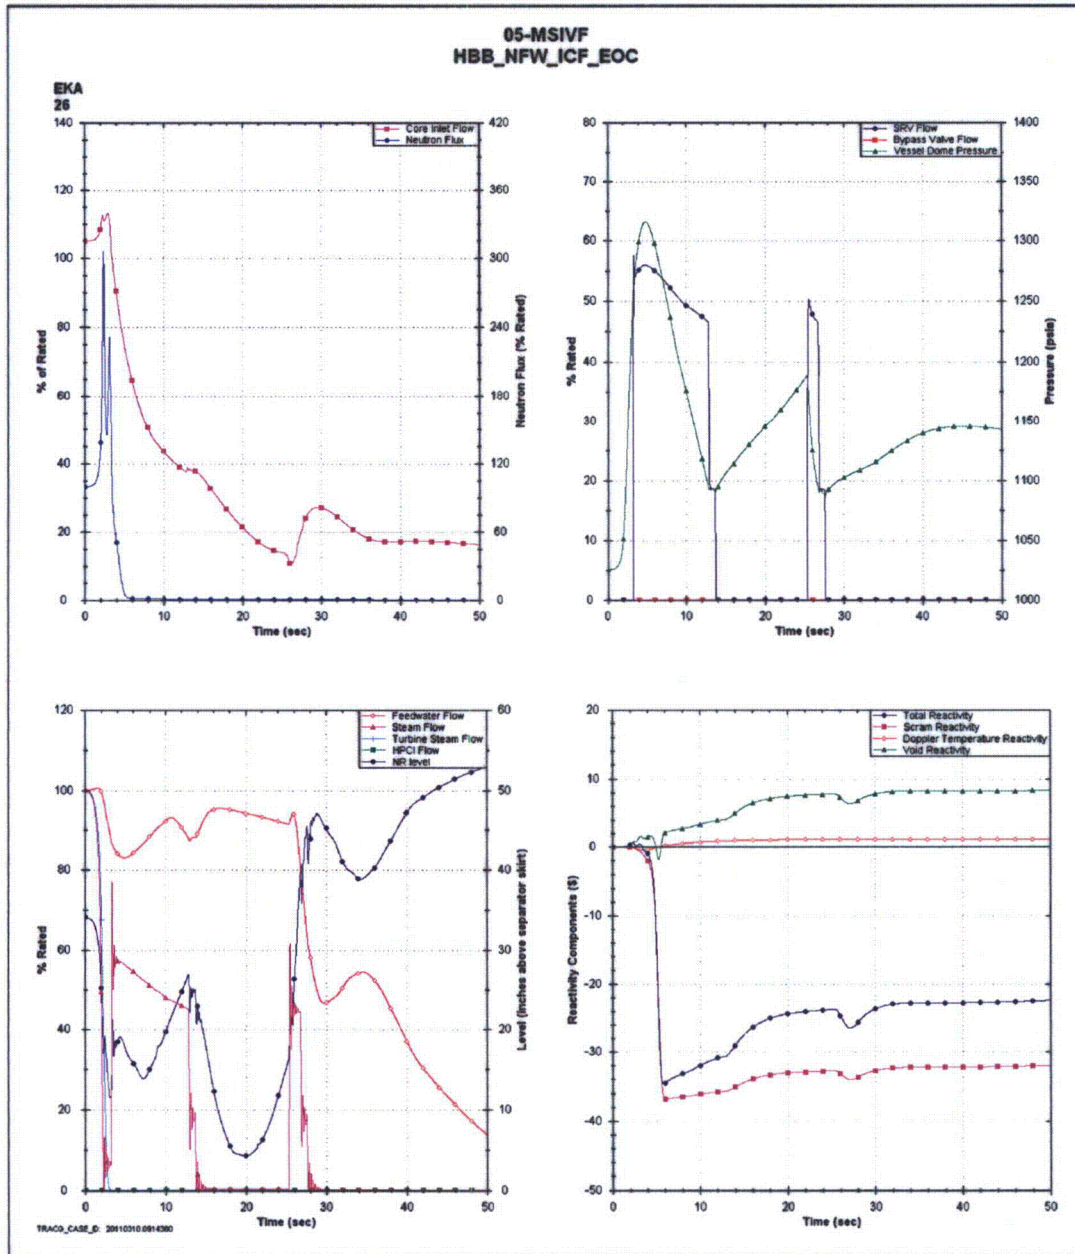 05-MSIVF
HBB_NFW_ICF_EOC
EKA
26
Core Inlet Flow
Neutron Flux
140
120
100
80
60
40
20
0
% of Rated
420
360
300
240
180
120
60
0
Neutron Flux (% Rated)
0 10 20 30 40 50
Time (sec)
SRV Flow
Bypass Valve Flow
Vessel Dome Pressure
80
70
60
50
40
30
20
10
0
% Rated
1400
1350
1300
1250
1200
1150
1100
1050
1000
Pressure (psia)
0 10 20 30 40 50
Time (sec)
Feedwater Flow
Steam Flow
Turbine Steam Flow
HPCI Flow
NR level
120
100
80
60
40
20
0
% Rated
60
50
40
30
20
10
0
Level (inches above separator skirt)
0 10 20 30 40 50
Time (sec)
Total Reactivity
Scram Reactivity
Doppler Temperature Reactivity
Void Reactivity
20
10
0
-10
-20
-30
-40
-50
Reactivity Components ($)
0 10 20 30 40 50
Time (sec)
TRACG_CASE_ID: